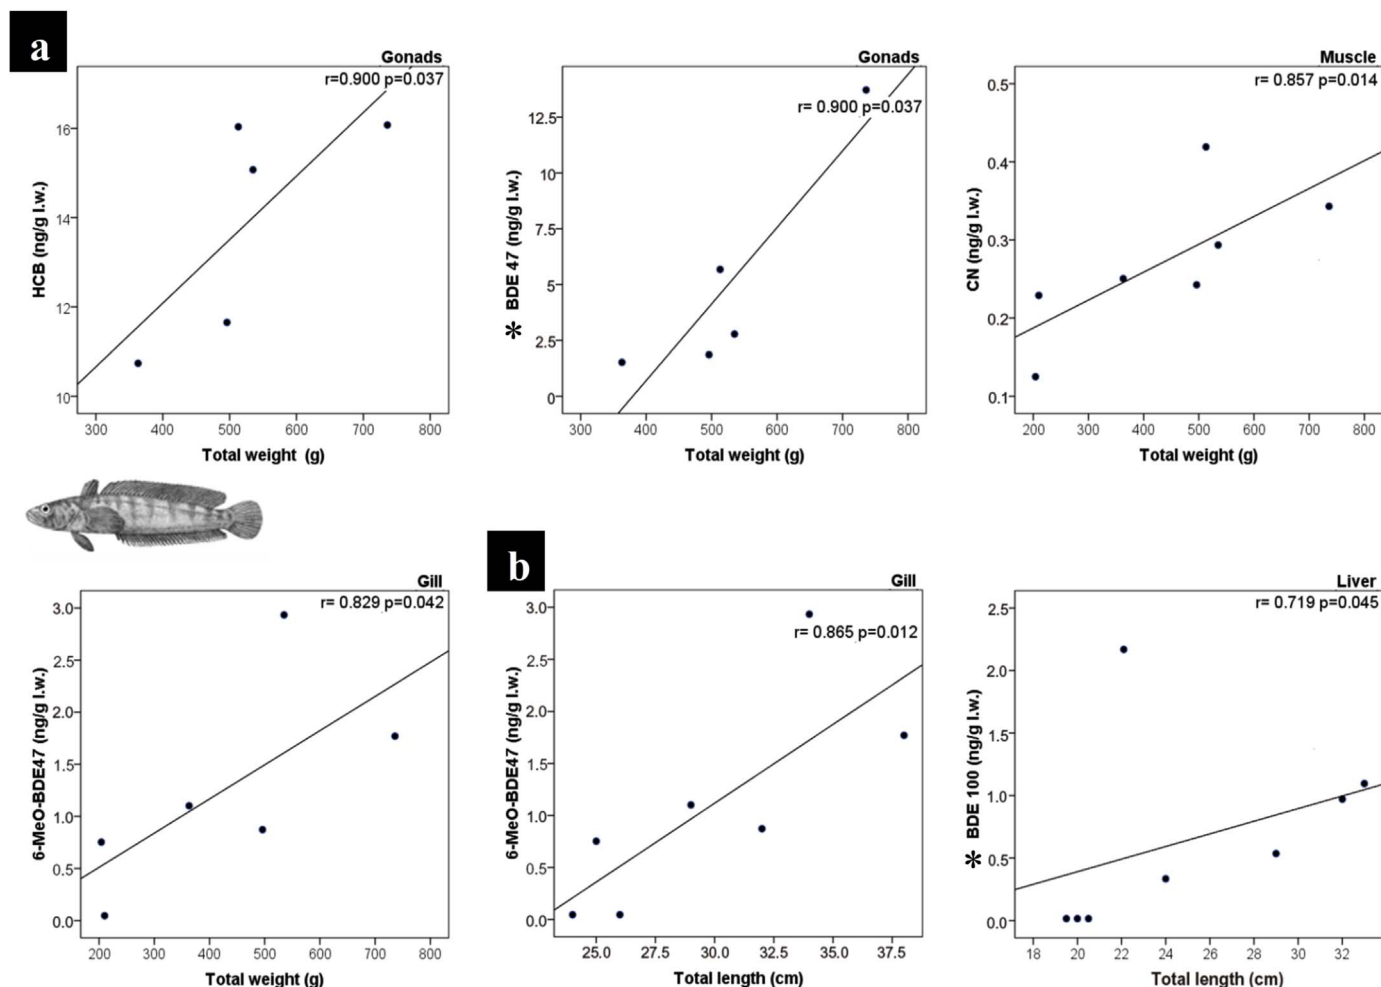 a
Gonads
r=0.900 p=0.037
HCB (ng/g l.w.)
16
14
12
10
300 400 500 600 700 800
Total weight (g)
Gonads
r= 0.900 p=0.037
* BDE 47 (ng/g l.w.)
12.5
10
7.5
5
2.5
0
300 400 500 600 700 800
Total weight (g)
Muscle
r= 0.857 p=0.014
CN (ng/g l.w.)
0.5
0.4
0.3
0.2
0.1
200 300 400 500 600 700 800
Total weight (g)
Gill
r= 0.829 p=0.042
6-MeO-BDE47 (ng/g l.w.)
3.0
2.5
2.0
1.5
1.0
0.5
0.0
200 300 400 500 600 700 800
Total weight (g)
b
Gill
r= 0.865 p=0.012
6-MeO-BDE47 (ng/g l.w.)
3.0
2.5
2.0
1.5
1.0
0.5
0.0
25.0 27.5 30.0 32.5 35.0 37.5
Total length (cm)
Liver
r= 0.719 p=0.045
* BDE 100 (ng/g l.w.)
2.5
2.0
1.5
1.0
0.5
0.0
18 20 22 24 26 28 30 32
Total length (cm)